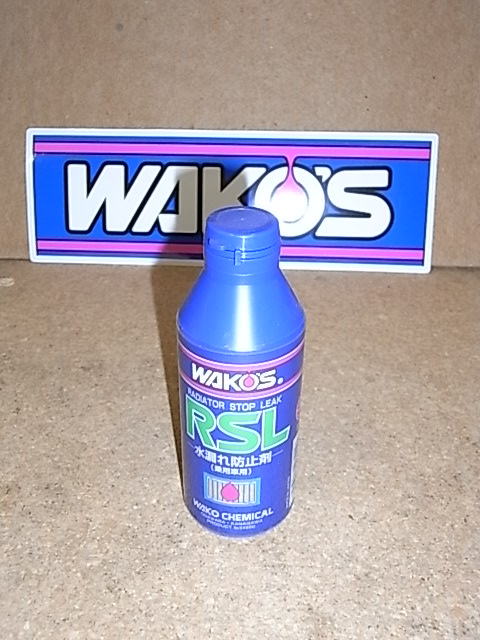 WAKO'S
WAKO'S®
RADIATOR STOP LEAK
RSL
水漏れ防止剤
(乗用車用)
WAKO CHEMICAL